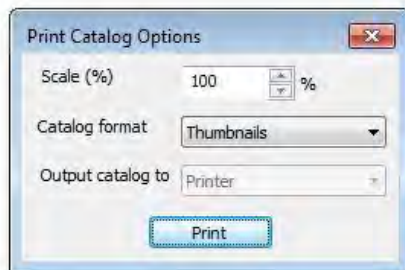 Print Catalog Options
Scale (%) 100 %
Catalog format Thumbnails
Output catalog to Printer
Print